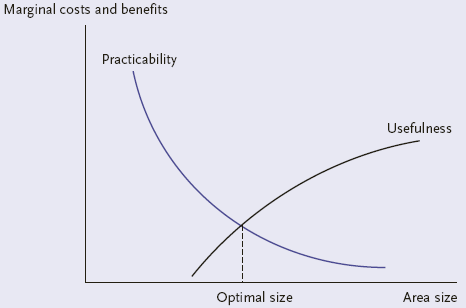 Marginal costs and benefits
Practicability
Usefulness
Optimal size
Area size